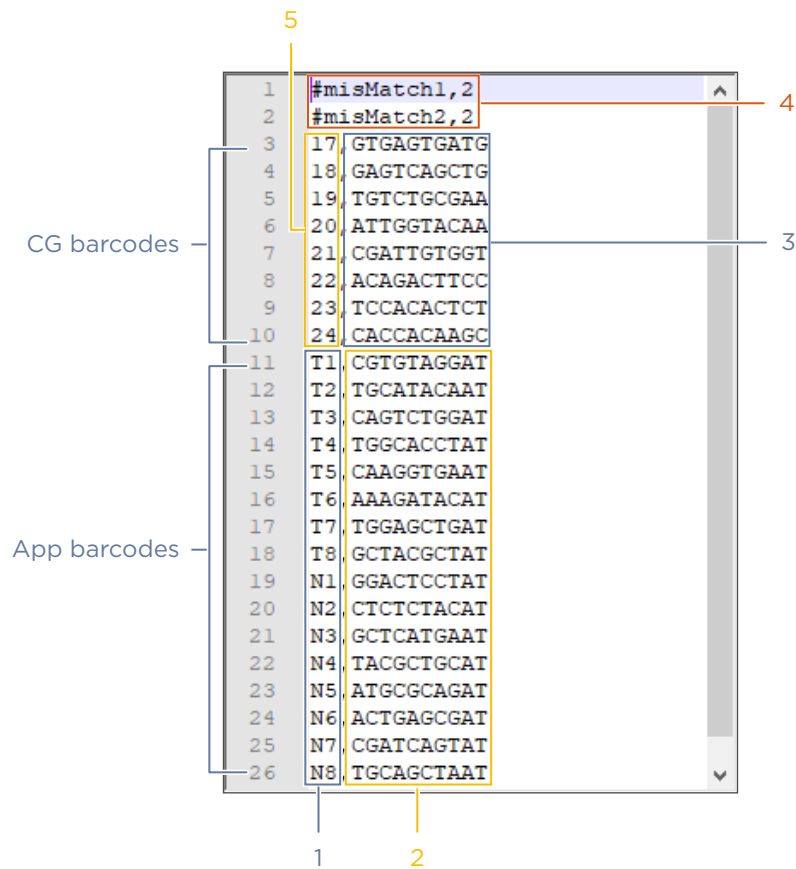 5
1 #misMatch1,2
4
2 #misMatch2,2
3 17,GTGAGTGATG
4 18,GAGTCAGCTG
5 19,TGTCTGCGAA
6 20,ATTGGTACAA
CG barcodes
3
7 21,CGATTGTGGT
8 22,ACAGACTTCC
9 23,TCCACACTCT
10 24,CACCACAAGC
11 T1,CGTGTAGGAT
12 T2,TGCATACAAT
13 T3,CAGTCTGGAT
14 T4,TGGCACCTAT
15 T5,CAAGGTGAAT
16 T6,AAAGATACAT
17 T7,TGGAGCTGAT
App barcodes
18 T8,GCTACGCTAT
19 N1,GGACTCCTAT
20 N2,CTCTCTACAT
21 N3,GCTCATGAAT
22 N4,TACGCTGCAT
23 N5,ATGCGCAGAT
24 N6,ACTGAGCGAT
25 N7,CGATCAGTAT
26 N8,TGCAGCTAAT
1 2